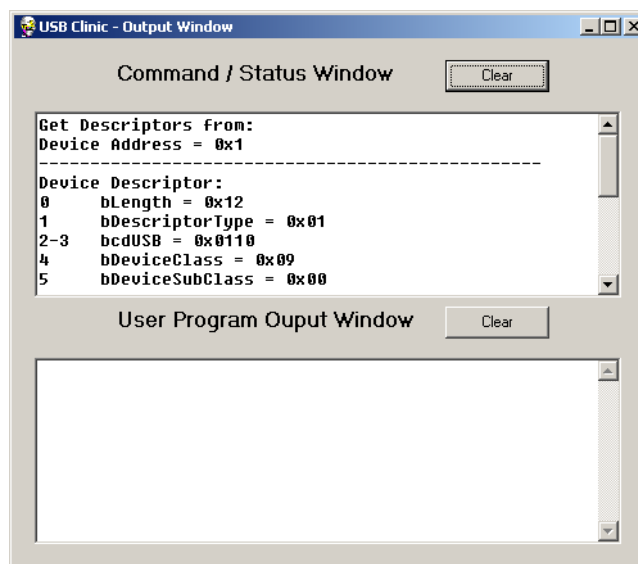 USB Clinic - Output Window
Command / Status Window
Clear
Get Descriptors from:
Device Address = 0x1
----------------------------------------------------
Device Descriptor:
0 bLength = 0x12
1 bDescriptorType = 0x01
2-3 bcdUSB = 0x0110
4 bDeviceClass = 0x09
5 bDeviceSubClass = 0x00
User Program Ouput Window
Clear